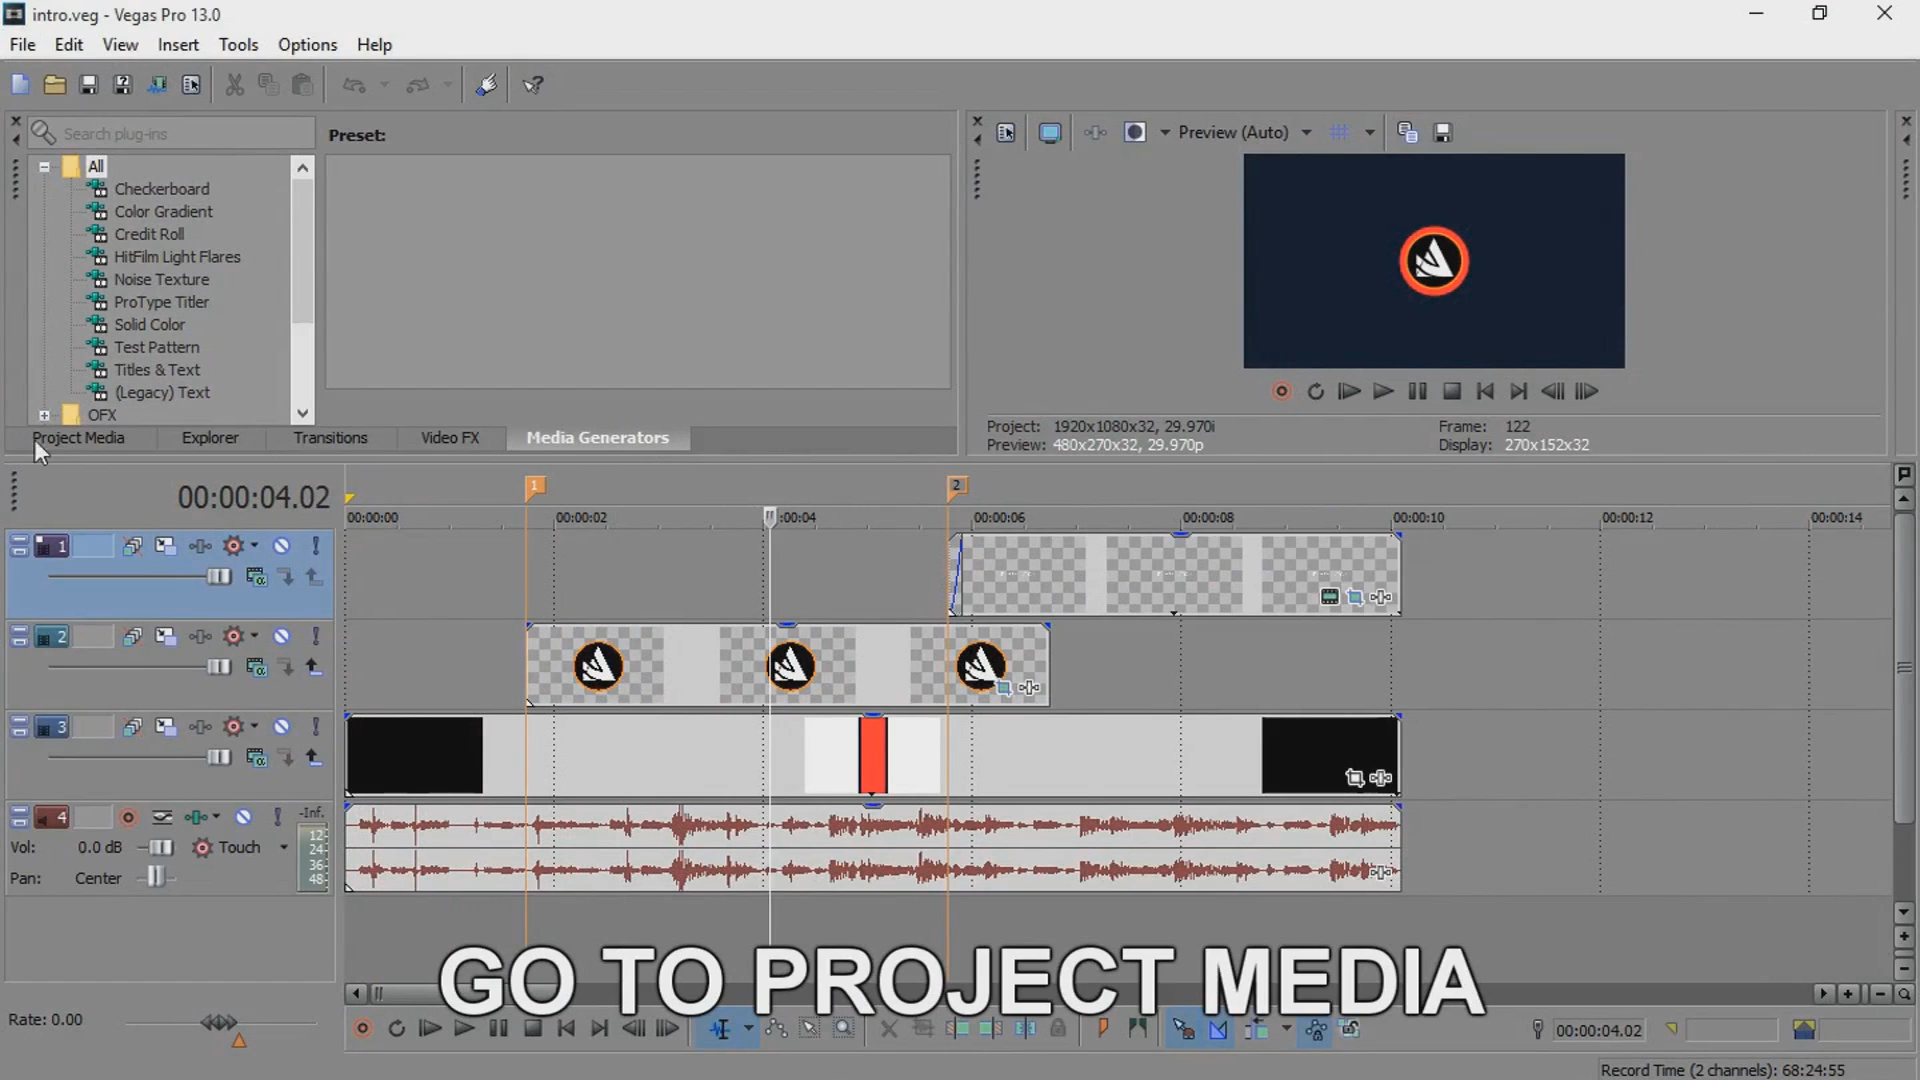 intro.veg - Vegas Pro 13.0
File Edit View Insert Tools Options Help
Search plug-ins
Preset:
Preview (Auto)
All
Checkerboard
Color Gradient
Credit Roll
HitFilm Light Flares
Noise Texture
ProType Titler
Solid Color
Test Pattern
Titles & Text
(Legacy) Text
OFX
Project Media Explorer Transitions Video FX Media Generators
Project: 1920x1080x32, 29.970i Frame: 122
Preview: 480x270x32, 29.970p Display: 270x152x32
00:00:04.02
1 2
00:00:00 00:00:02 :00:04 00:00:06 00:00:08 00:00:10 00:00:12 00:00:14
1
2
3
4 -Inf.
12
Vol: 0.0 dB Touch 24
36
Pan: Center 48
GO TO PROJECT MEDIA
Rate: 0.00
00:00:04.02
Record Time (2 channels): 68:24:55